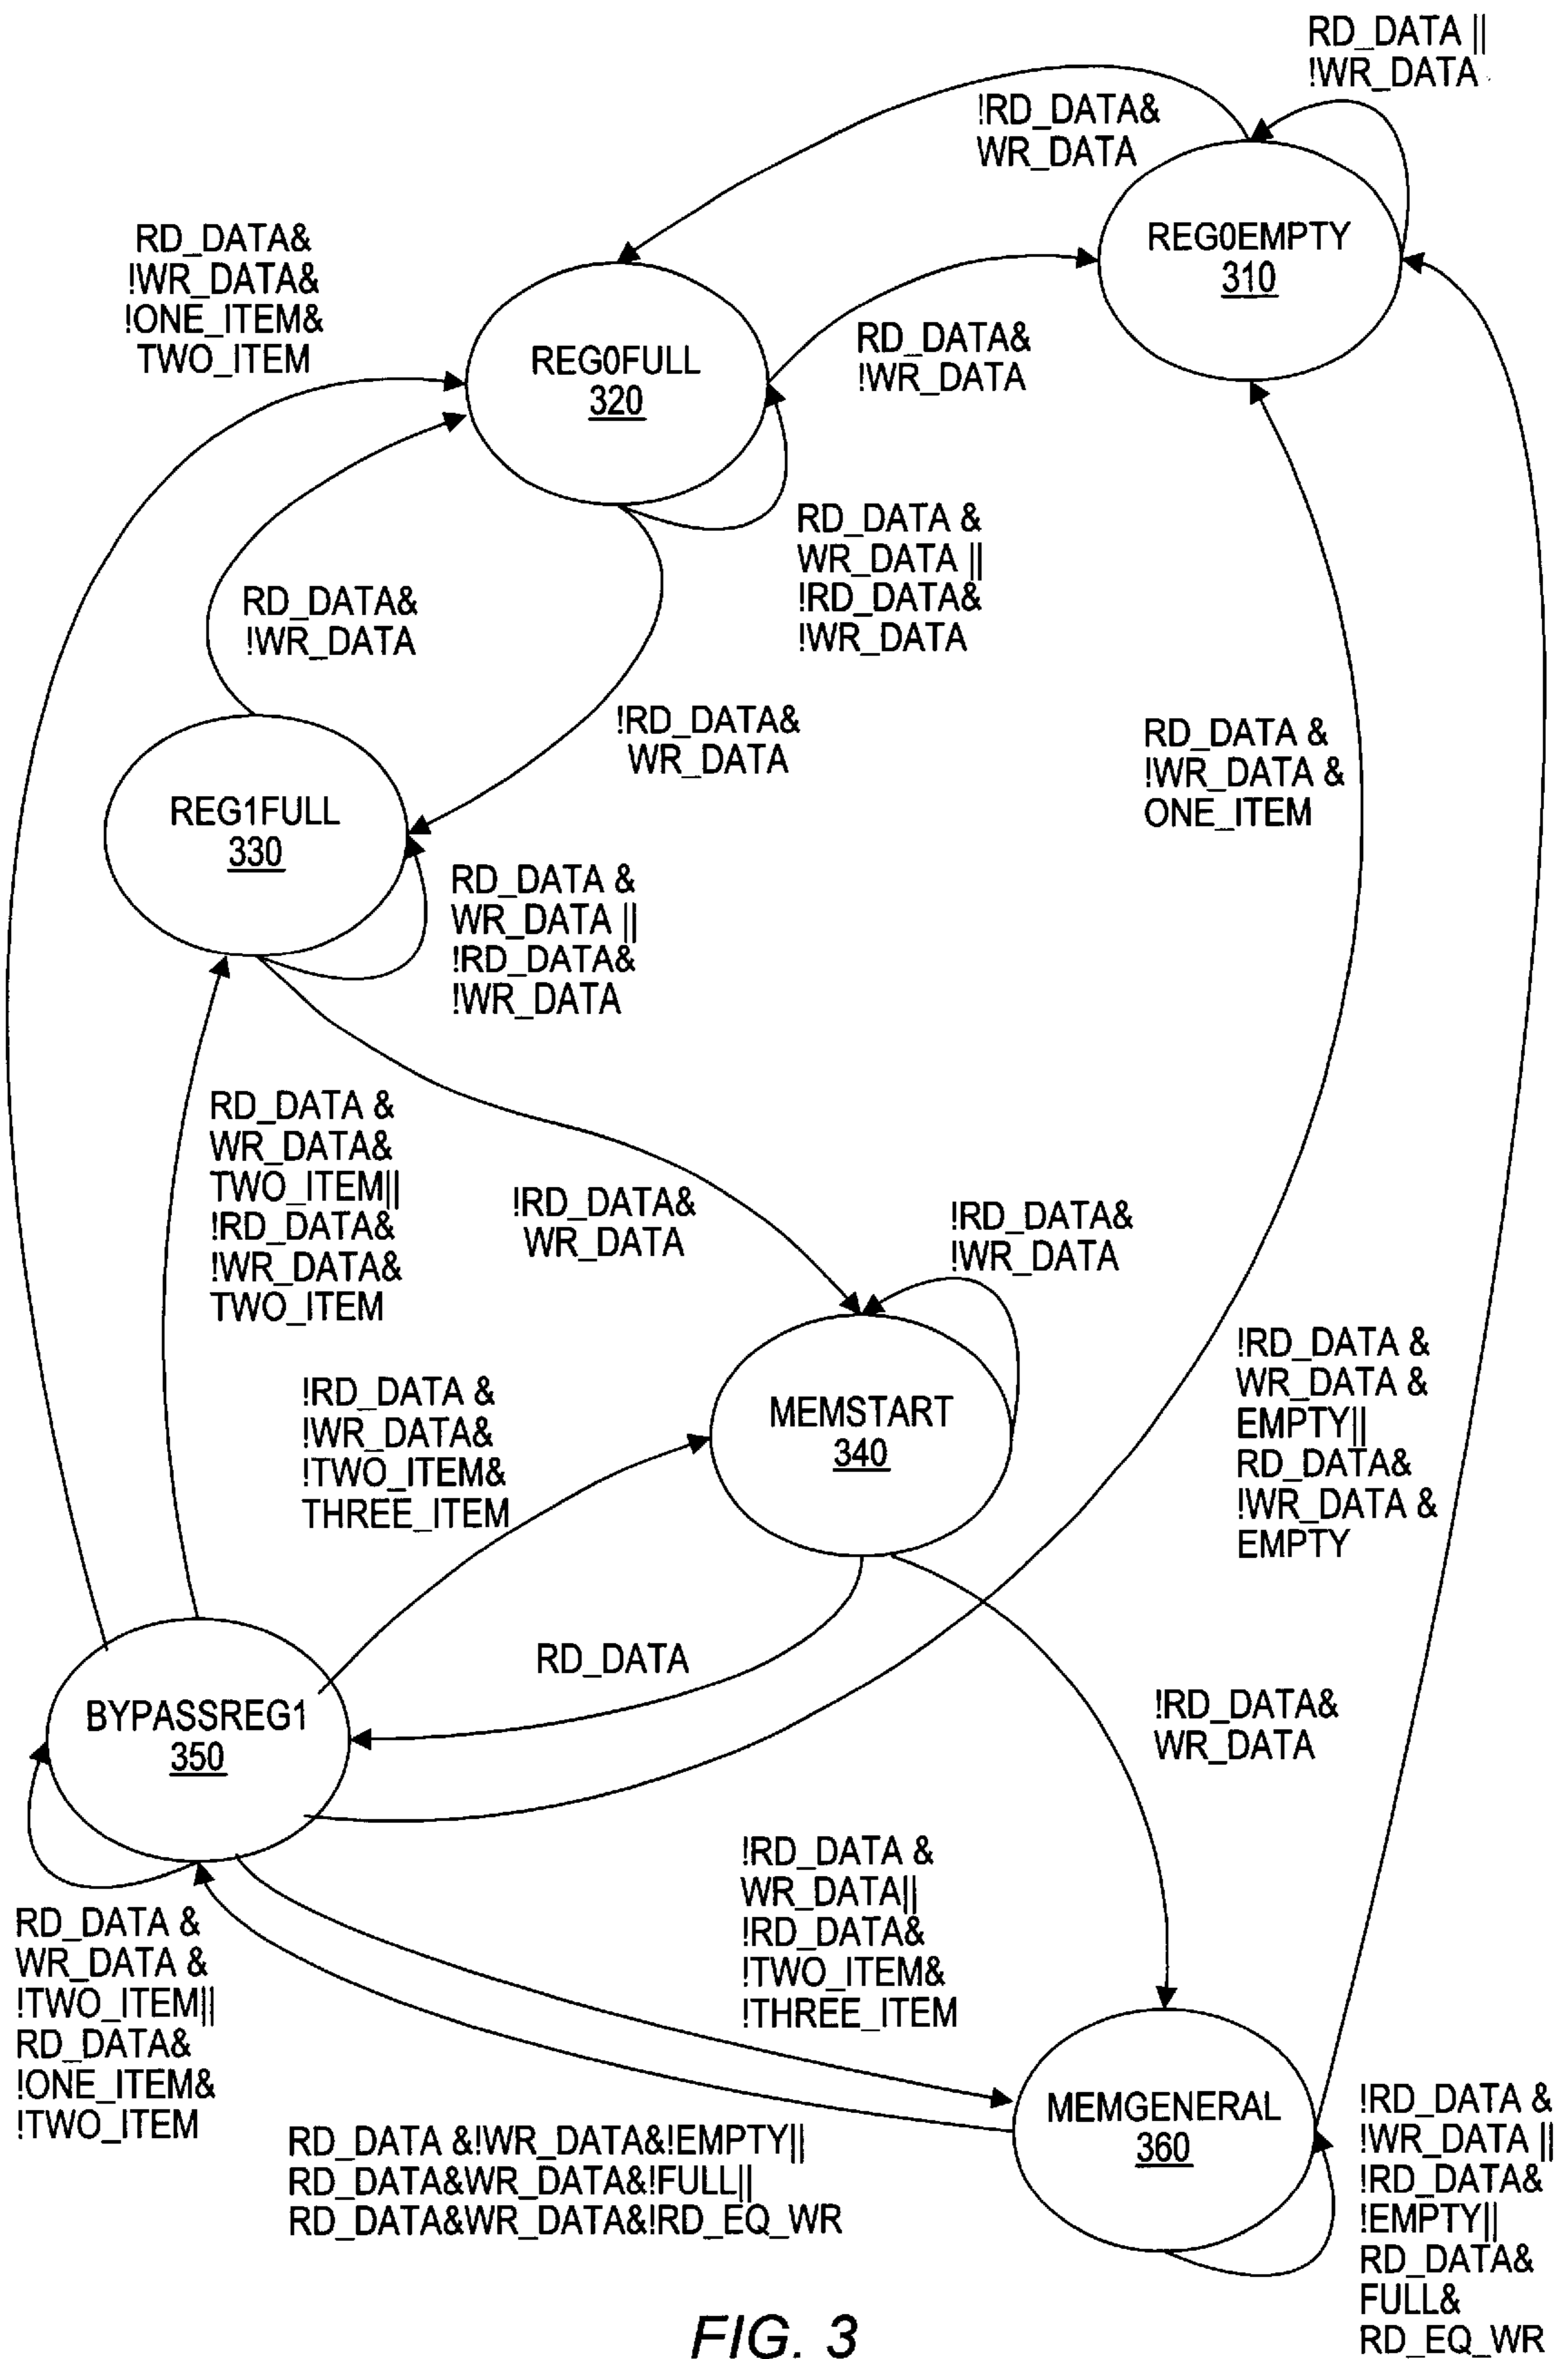 RD_DATA ||
!WR_DATA
!RD_DATA&
WR_DATA
REG0EMPTY
310
RD_DATA&
!WR_DATA&
!ONE_ITEM&
TWO_ITEM
REG0FULL
320
RD_DATA&
!WR_DATA
RD_DATA &
WR_DATA ||
!RD_DATA&
!WR_DATA
RD_DATA&
!WR_DATA
!RD_DATA&
WR_DATA
RD_DATA &
!WR_DATA &
ONE_ITEM
REG1FULL
330
RD_DATA &
WR_DATA ||
!RD_DATA&
!WR_DATA
RD_DATA &
WR_DATA&
TWO_ITEM||
!RD_DATA&
!WR_DATA&
TWO_ITEM
!RD_DATA&
WR_DATA
!RD_DATA&
!WR_DATA
!RD_DATA &
!WR_DATA&
!TWO_ITEM&
THREE_ITEM
MEMSTART
340
!RD_DATA &
WR_DATA &
EMPTY||
RD_DATA&
!WR_DATA &
EMPTY
RD_DATA
BYPASSREG1
350
!RD_DATA&
WR_DATA
!RD_DATA &
WR_DATA||
!RD_DATA&
!TWO_ITEM&
!THREE_ITEM
RD_DATA &
WR_DATA &
!TWO_ITEM||
RD_DATA&
!ONE_ITEM&
!TWO_ITEM
RD_DATA &!WR_DATA&!EMPTY||
RD_DATA&WR_DATA&!FULL||
RD_DATA&WR_DATA&!RD_EQ_WR
MEMGENERAL
360
!RD_DATA &
!WR_DATA ||
!RD_DATA&
!EMPTY||
RD_DATA&
FULL&
RD_EQ_WR
FIG. 3